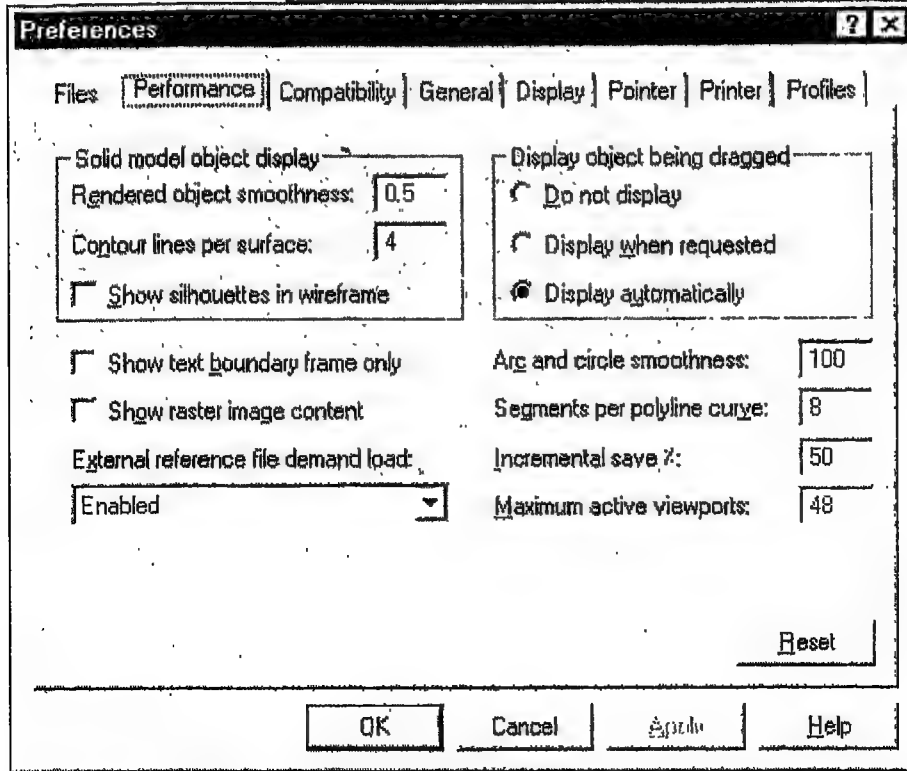 Preferences
Files Performance Compatibility General Display Pointer Printer Profiles
Solid model object display
Rendered object smoothness: 0.5
Contour lines per surface: 4
Show silhouettes in wireframe
Display object being dragged
Do not display
Display when requested
Display automatically
Show text boundary frame only
Show raster image content
External reference file demand load:
Enabled
Arc and circle smoothness: 100
Segments per polyline curve: 8
Incremental save %: 50
Maximum active viewports: 48
Reset
OK Cancel Apply Help